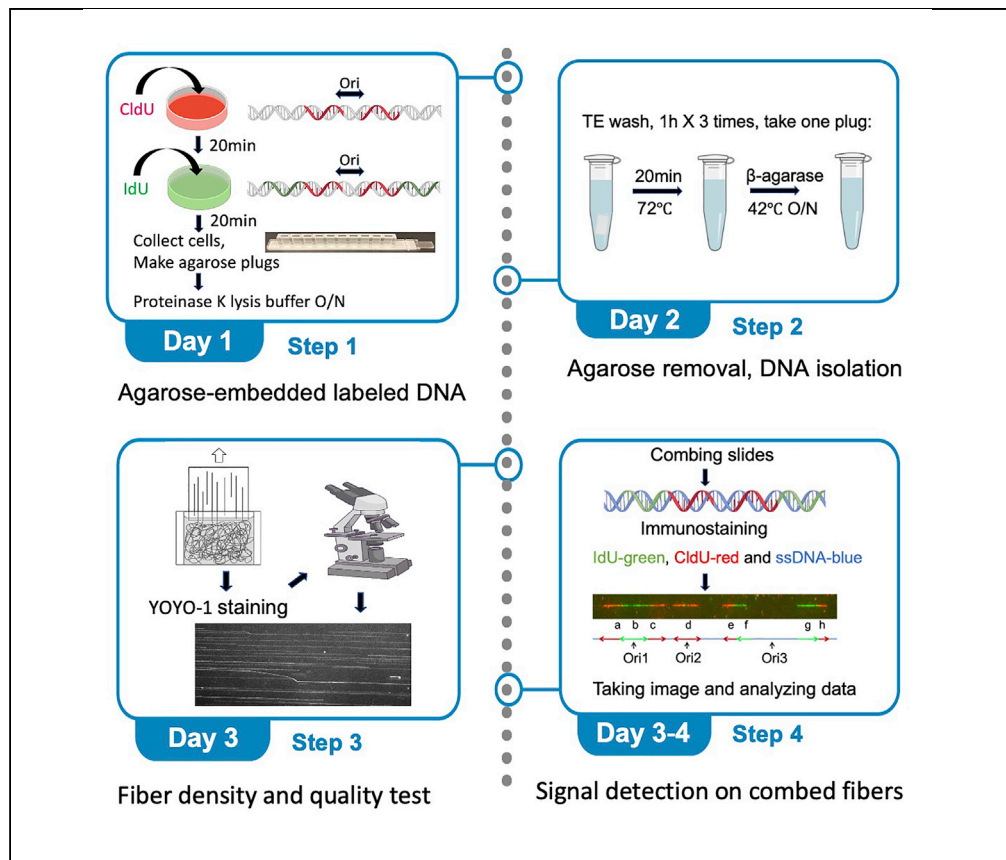 CldU
Ori
20min
IdU
Ori
20min
Collect cells,
Make agarose plugs
Proteinase K lysis buffer O/N
Day 1
Step 1
Agarose-embedded labeled DNA
TE wash, 1h X 3 times, take one plug:
20min
72℃
β-agarase
42℃ O/N
Day 2
Step 2
Agarose removal, DNA isolation
YOYO-1 staining
Day 3
Step 3
Fiber density and quality test
Combing slides
Immunostaining
IdU-green, CldU-red and ssDNA-blue
a b c d e f g h
Ori1 Ori2 Ori3
Taking image and analyzing data
Day 3-4
Step 4
Signal detection on combed fibers